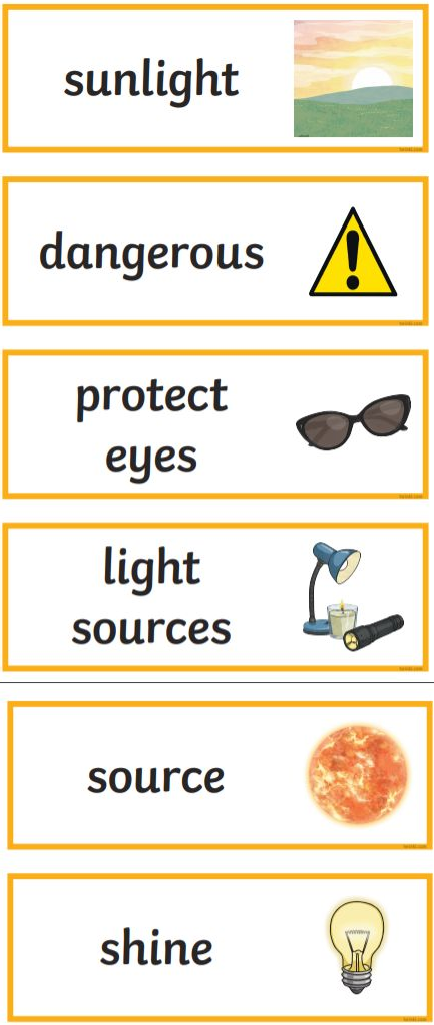 sunlight
dangerous
protect
eyes
light
sources
source
shine